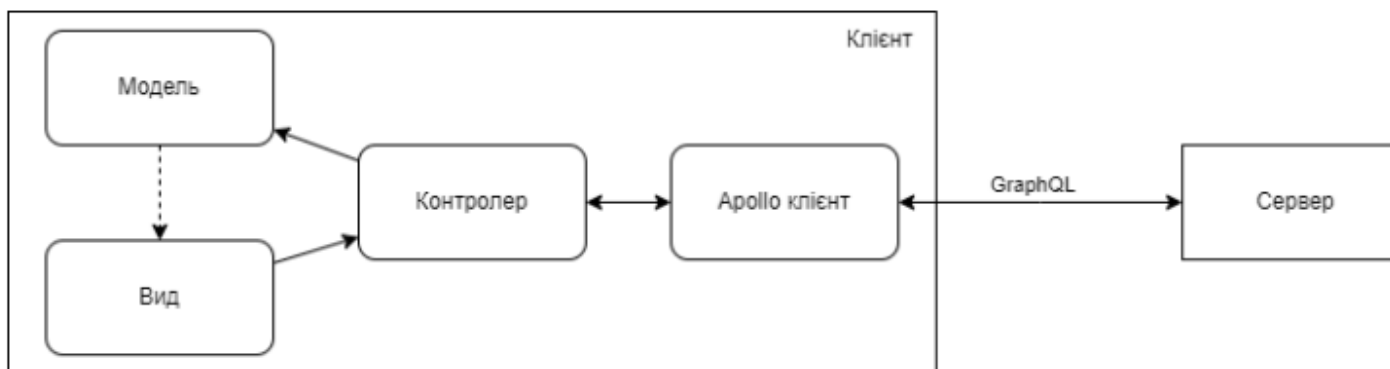 Клієнт
Модель
Контролер
Apollo клієнт
GraphQL
Сервер
Вид